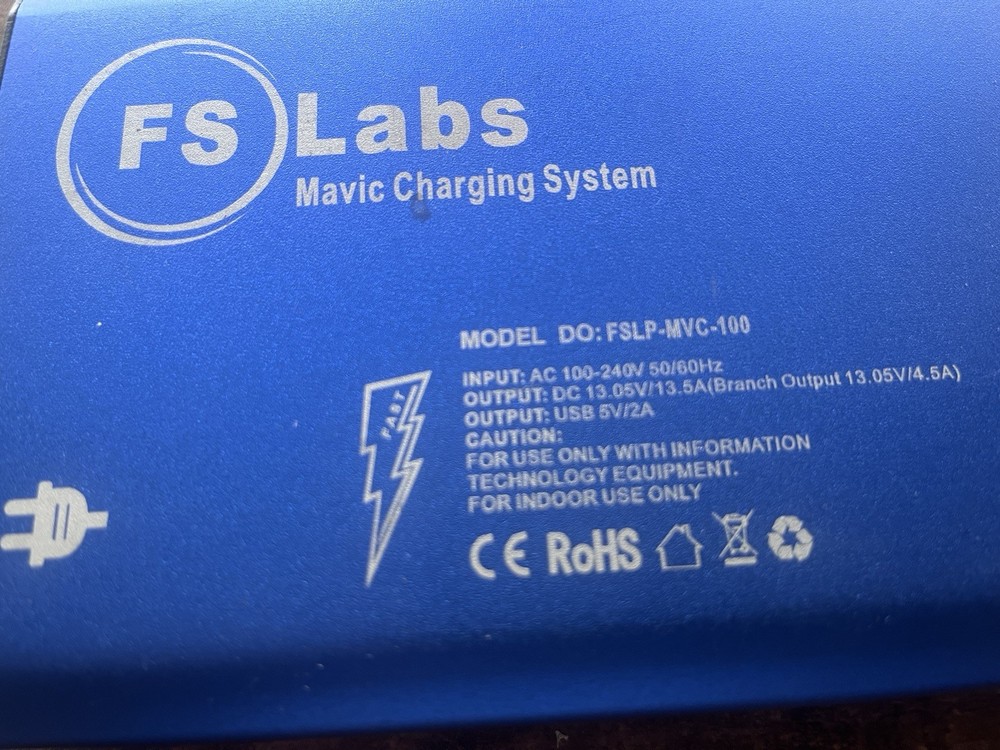 FS Labs
Mavic Charging System
MODEL DO: FSLP-MVC-100
INPUT: AC 100-240V 50/60Hz
OUTPUT: DC 13.05V/13.5A(Branch Output 13.05V/4.5A)
OUTPUT: USB 5V/2A
CAUTION:
FOR USE ONLY WITH INFORMATION
TECHNOLOGY EQUIPMENT.
FOR INDOOR USE ONLY
FAST
CE RoHS